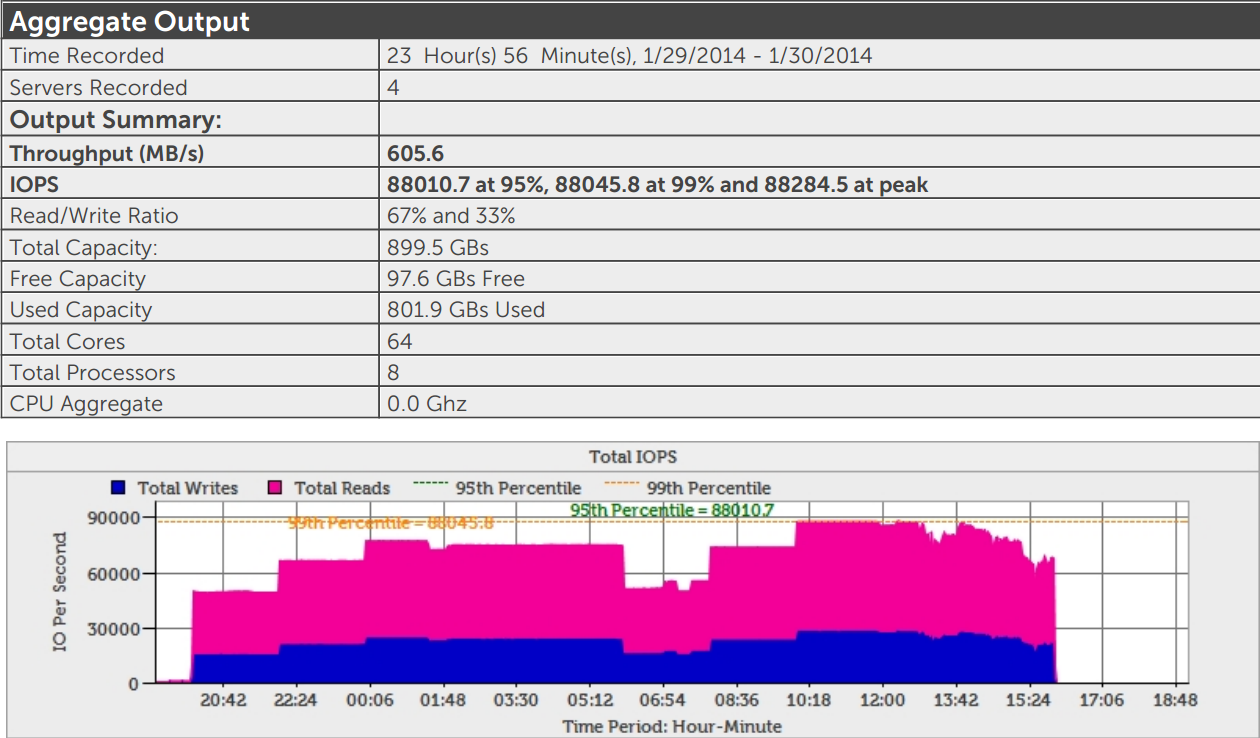 Aggregate Output
Time Recorded 23 Hour(s) 56 Minute(s), 1/29/2014 - 1/30/2014
Servers Recorded 4
Output Summary:
Throughput (MB/s) 605.6
IOPS 88010.7 at 95%, 88045.8 at 99% and 88284.5 at peak
Read/Write Ratio 67% and 33%
Total Capacity: 899.5 GBs
Free Capacity 97.6 GBs Free
Used Capacity 801.9 GBs Used
Total Cores 64
Total Processors 8
CPU Aggregate 0.0 Ghz
Total IOPS
Total Writes Total Reads 95th Percentile 99th Percentile
95th Percentile = 88010.7
99th Percentile = 88045.8
90000
60000
30000
0
IO Per Second
20:42 22:24 00:06 01:48 03:30 05:12 06:54 08:36 10:18 12:00 13:42 15:24 17:06 18:48
Time Period: Hour-Minute